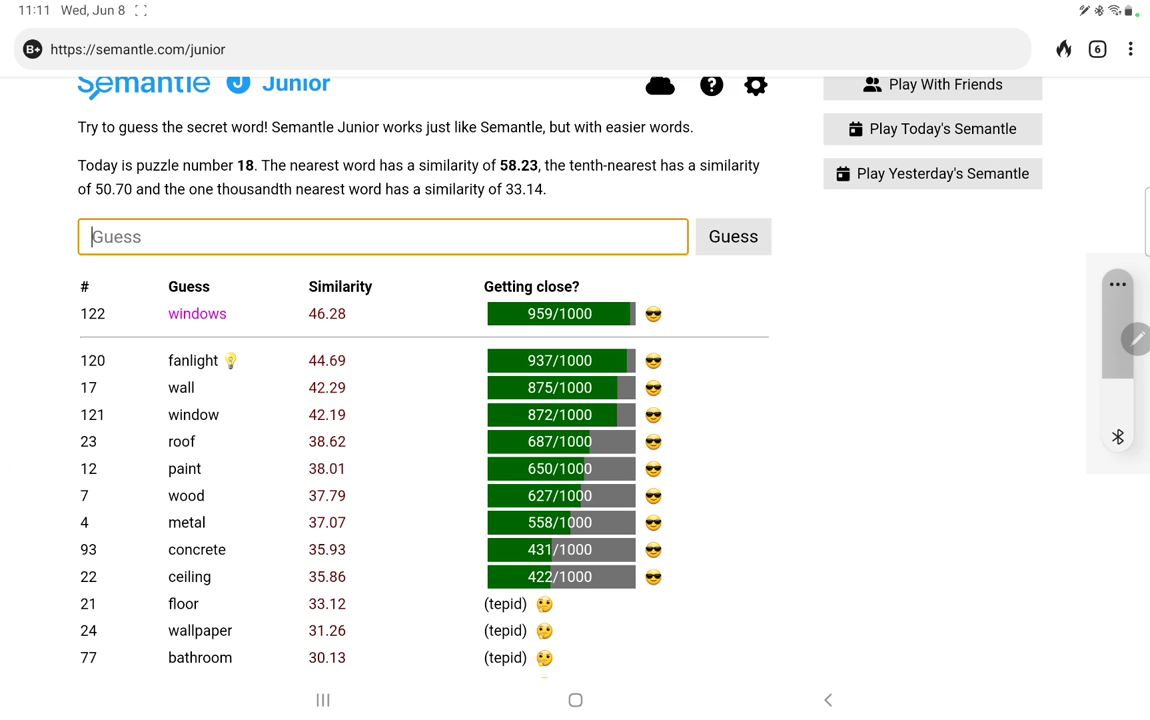 11:11 Wed, Jun 8
B+ https://semantle.com/junior 6
Semantle J Junior
Play With Friends
Try to guess the secret word! Semantle Junior works just like Semantle, but with easier words.
Play Today's Semantle
Today is puzzle number 18. The nearest word has a similarity of 58.23, the tenth-nearest has a similarity
of 50.70 and the one thousandth nearest word has a similarity of 33.14.
Play Yesterday's Semantle
Guess Guess
# Guess Similarity Getting close?
122 windows 46.28 959/1000
120 fanlight 44.69 937/1000
17 wall 42.29 875/1000
121 window 42.19 872/1000
23 roof 38.62 687/1000
12 paint 38.01 650/1000
7 wood 37.79 627/1000
4 metal 37.07 558/1000
93 concrete 35.93 431/1000
22 ceiling 35.86 422/1000
21 floor 33.12 (tepid)
24 wallpaper 31.26 (tepid)
77 bathroom 30.13 (tepid)